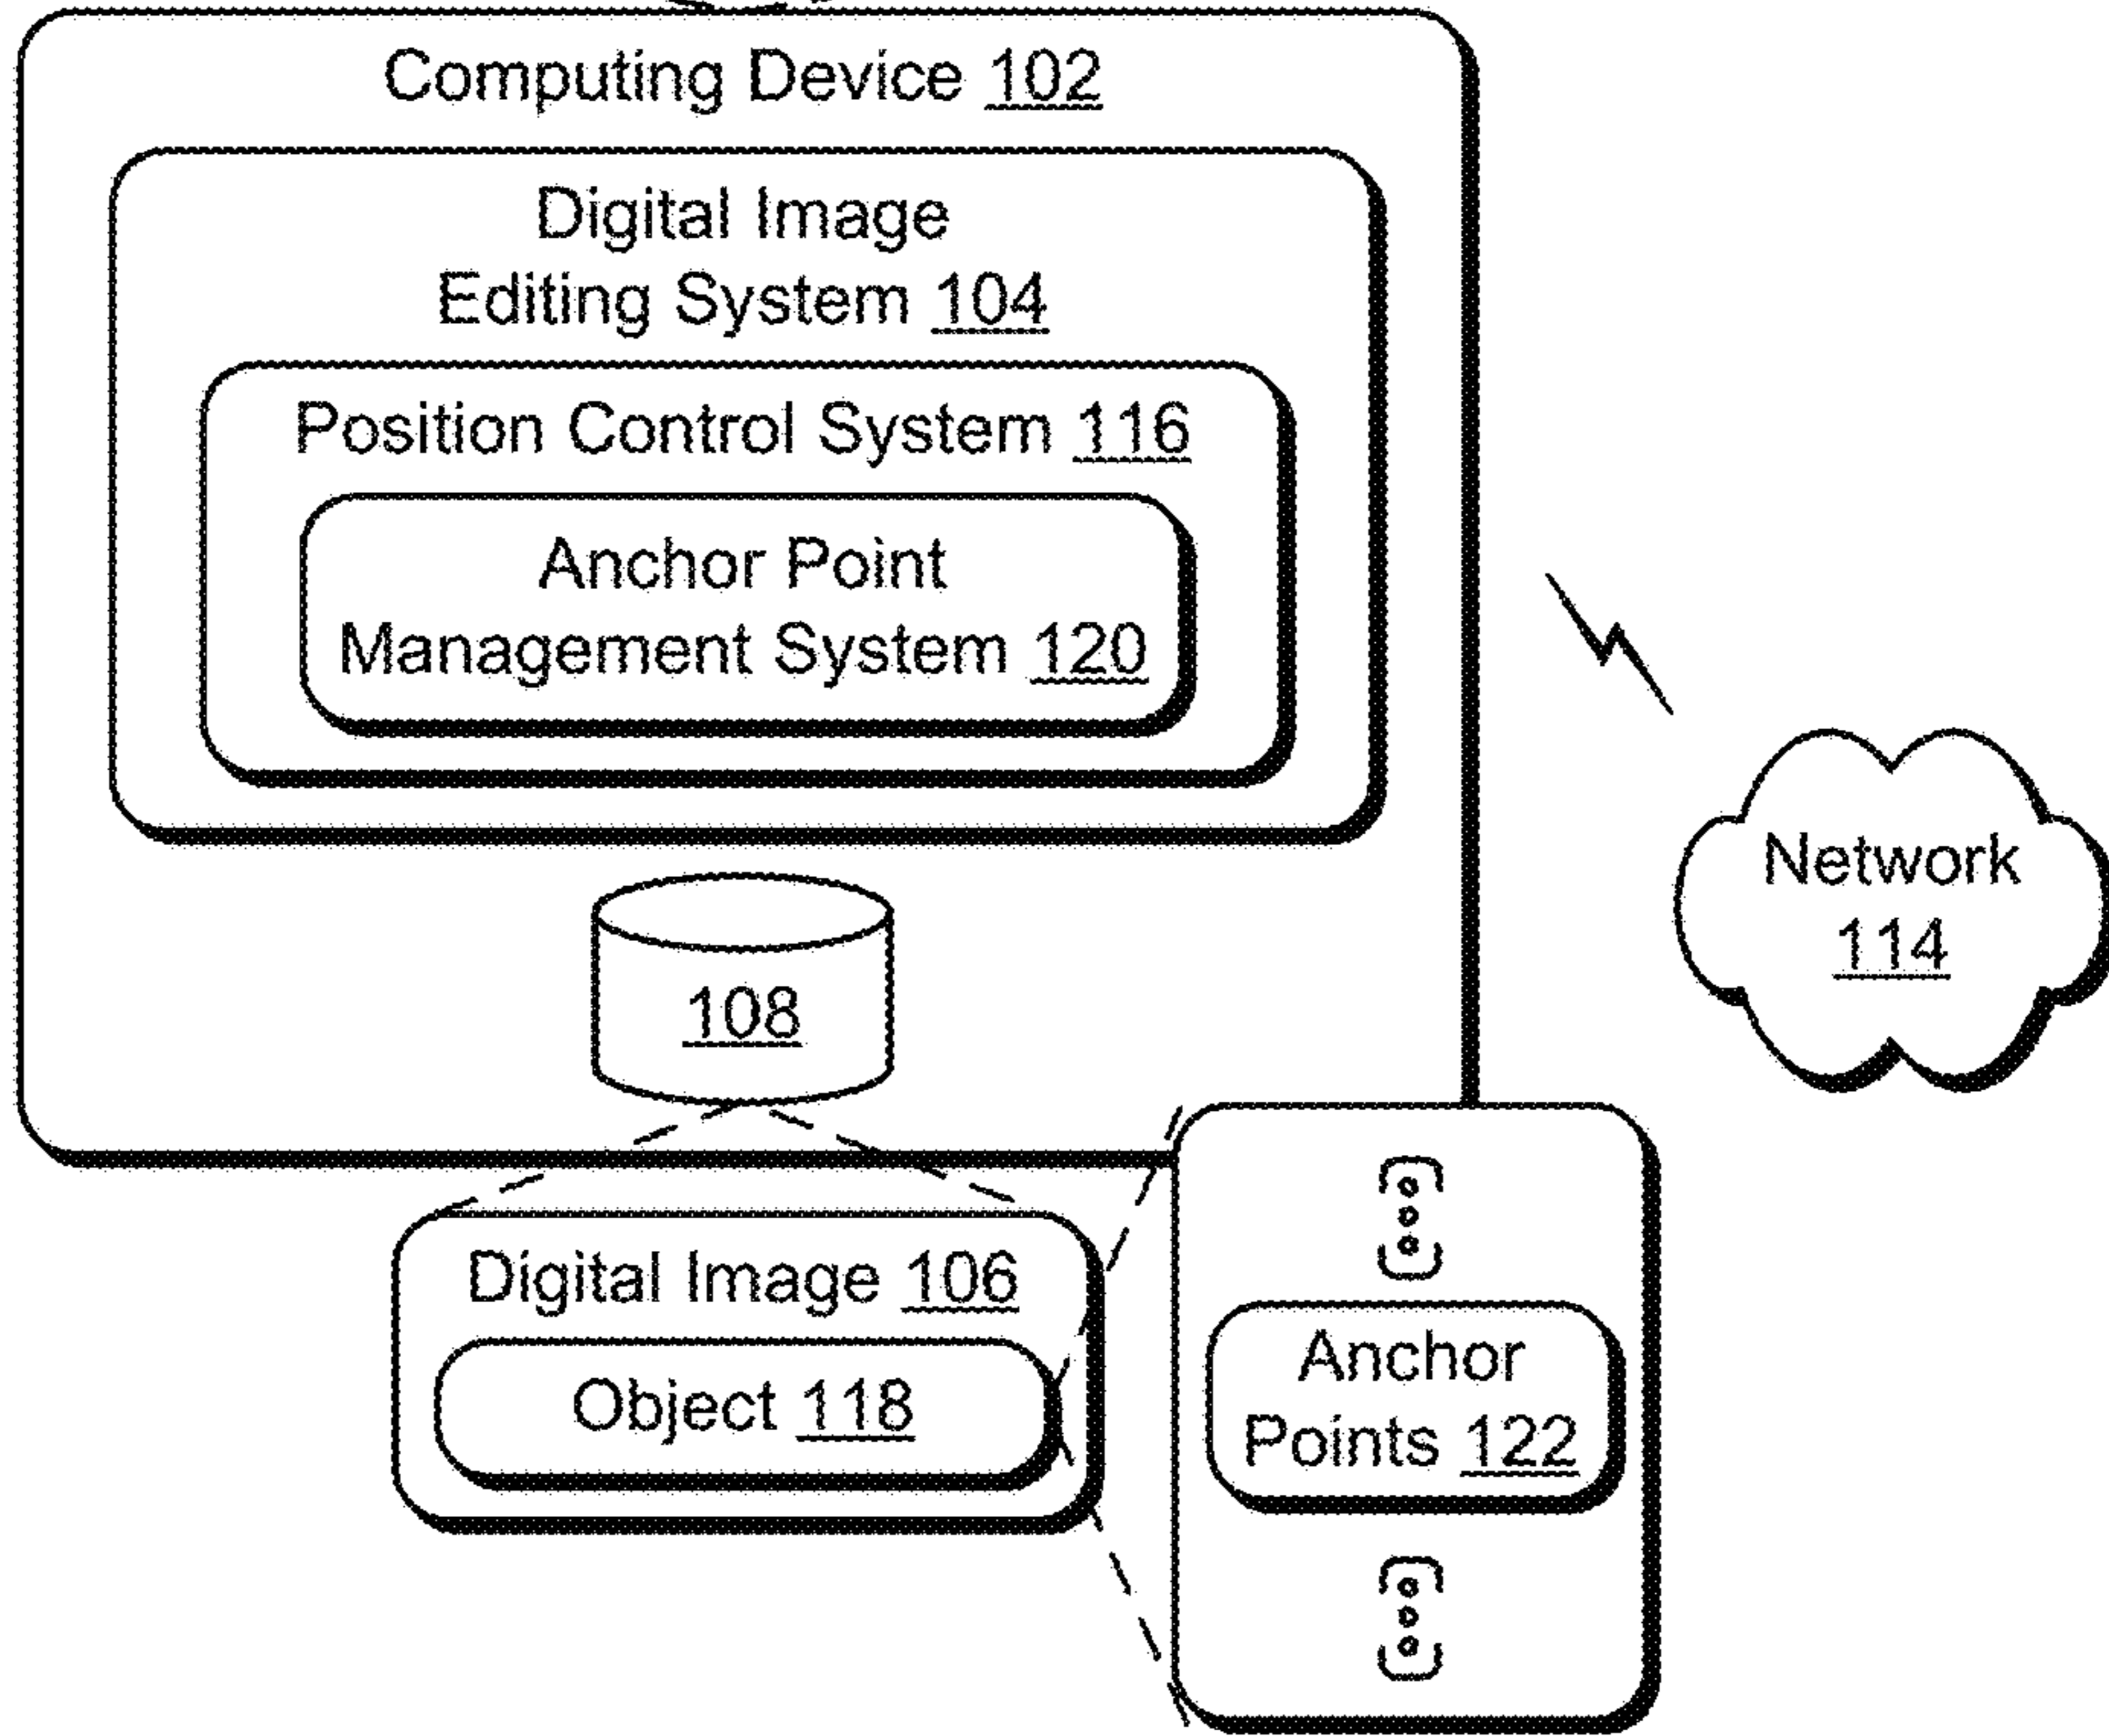 Computing Device 102
Digital Image
Editing System 104
Position Control System 116
Anchor Point
Management System 120
Network
114
108
Digital Image 106
Object 118
Anchor
Points 122